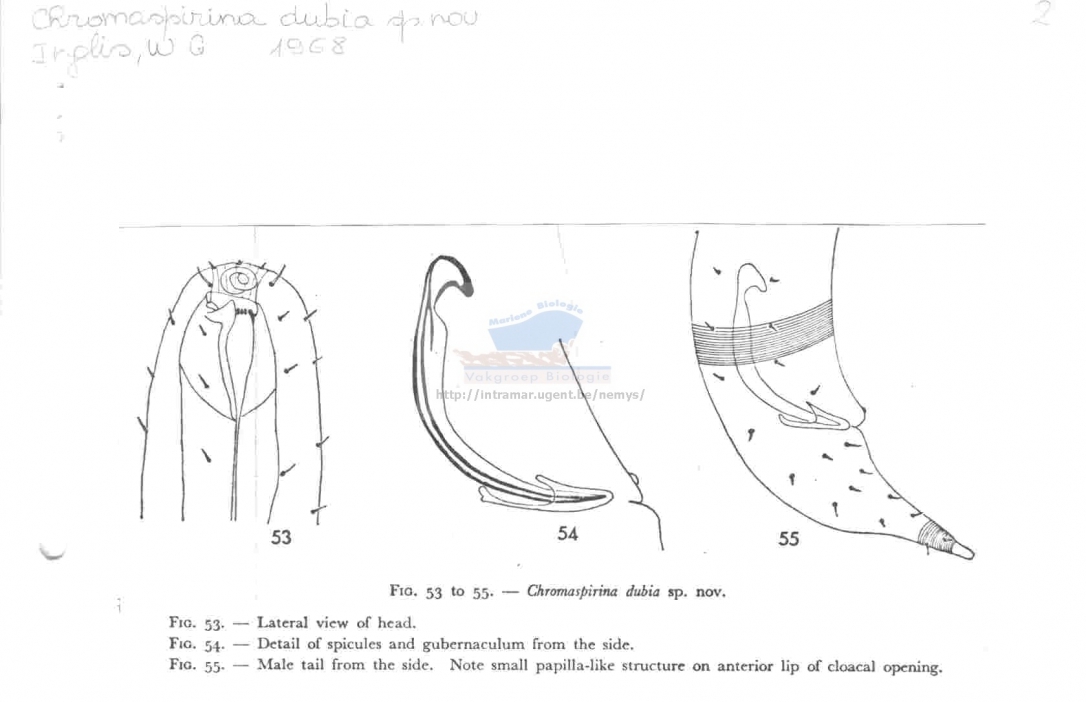 Chromaspirina dubia sp. nov 2
Inglis, W G 1968
Mariene Biologie
Vakgroep Biologie
http://intramar.ugent.be/nemys/
53 54 55
FIG. 53 to 55. — Chromaspirina dubia sp. nov.
FIG. 53. — Lateral view of head.
FIG. 54. — Detail of spicules and gubernaculum from the side.
FIG. 55. — Male tail from the side. Note small papilla-like structure on anterior lip of cloacal opening.